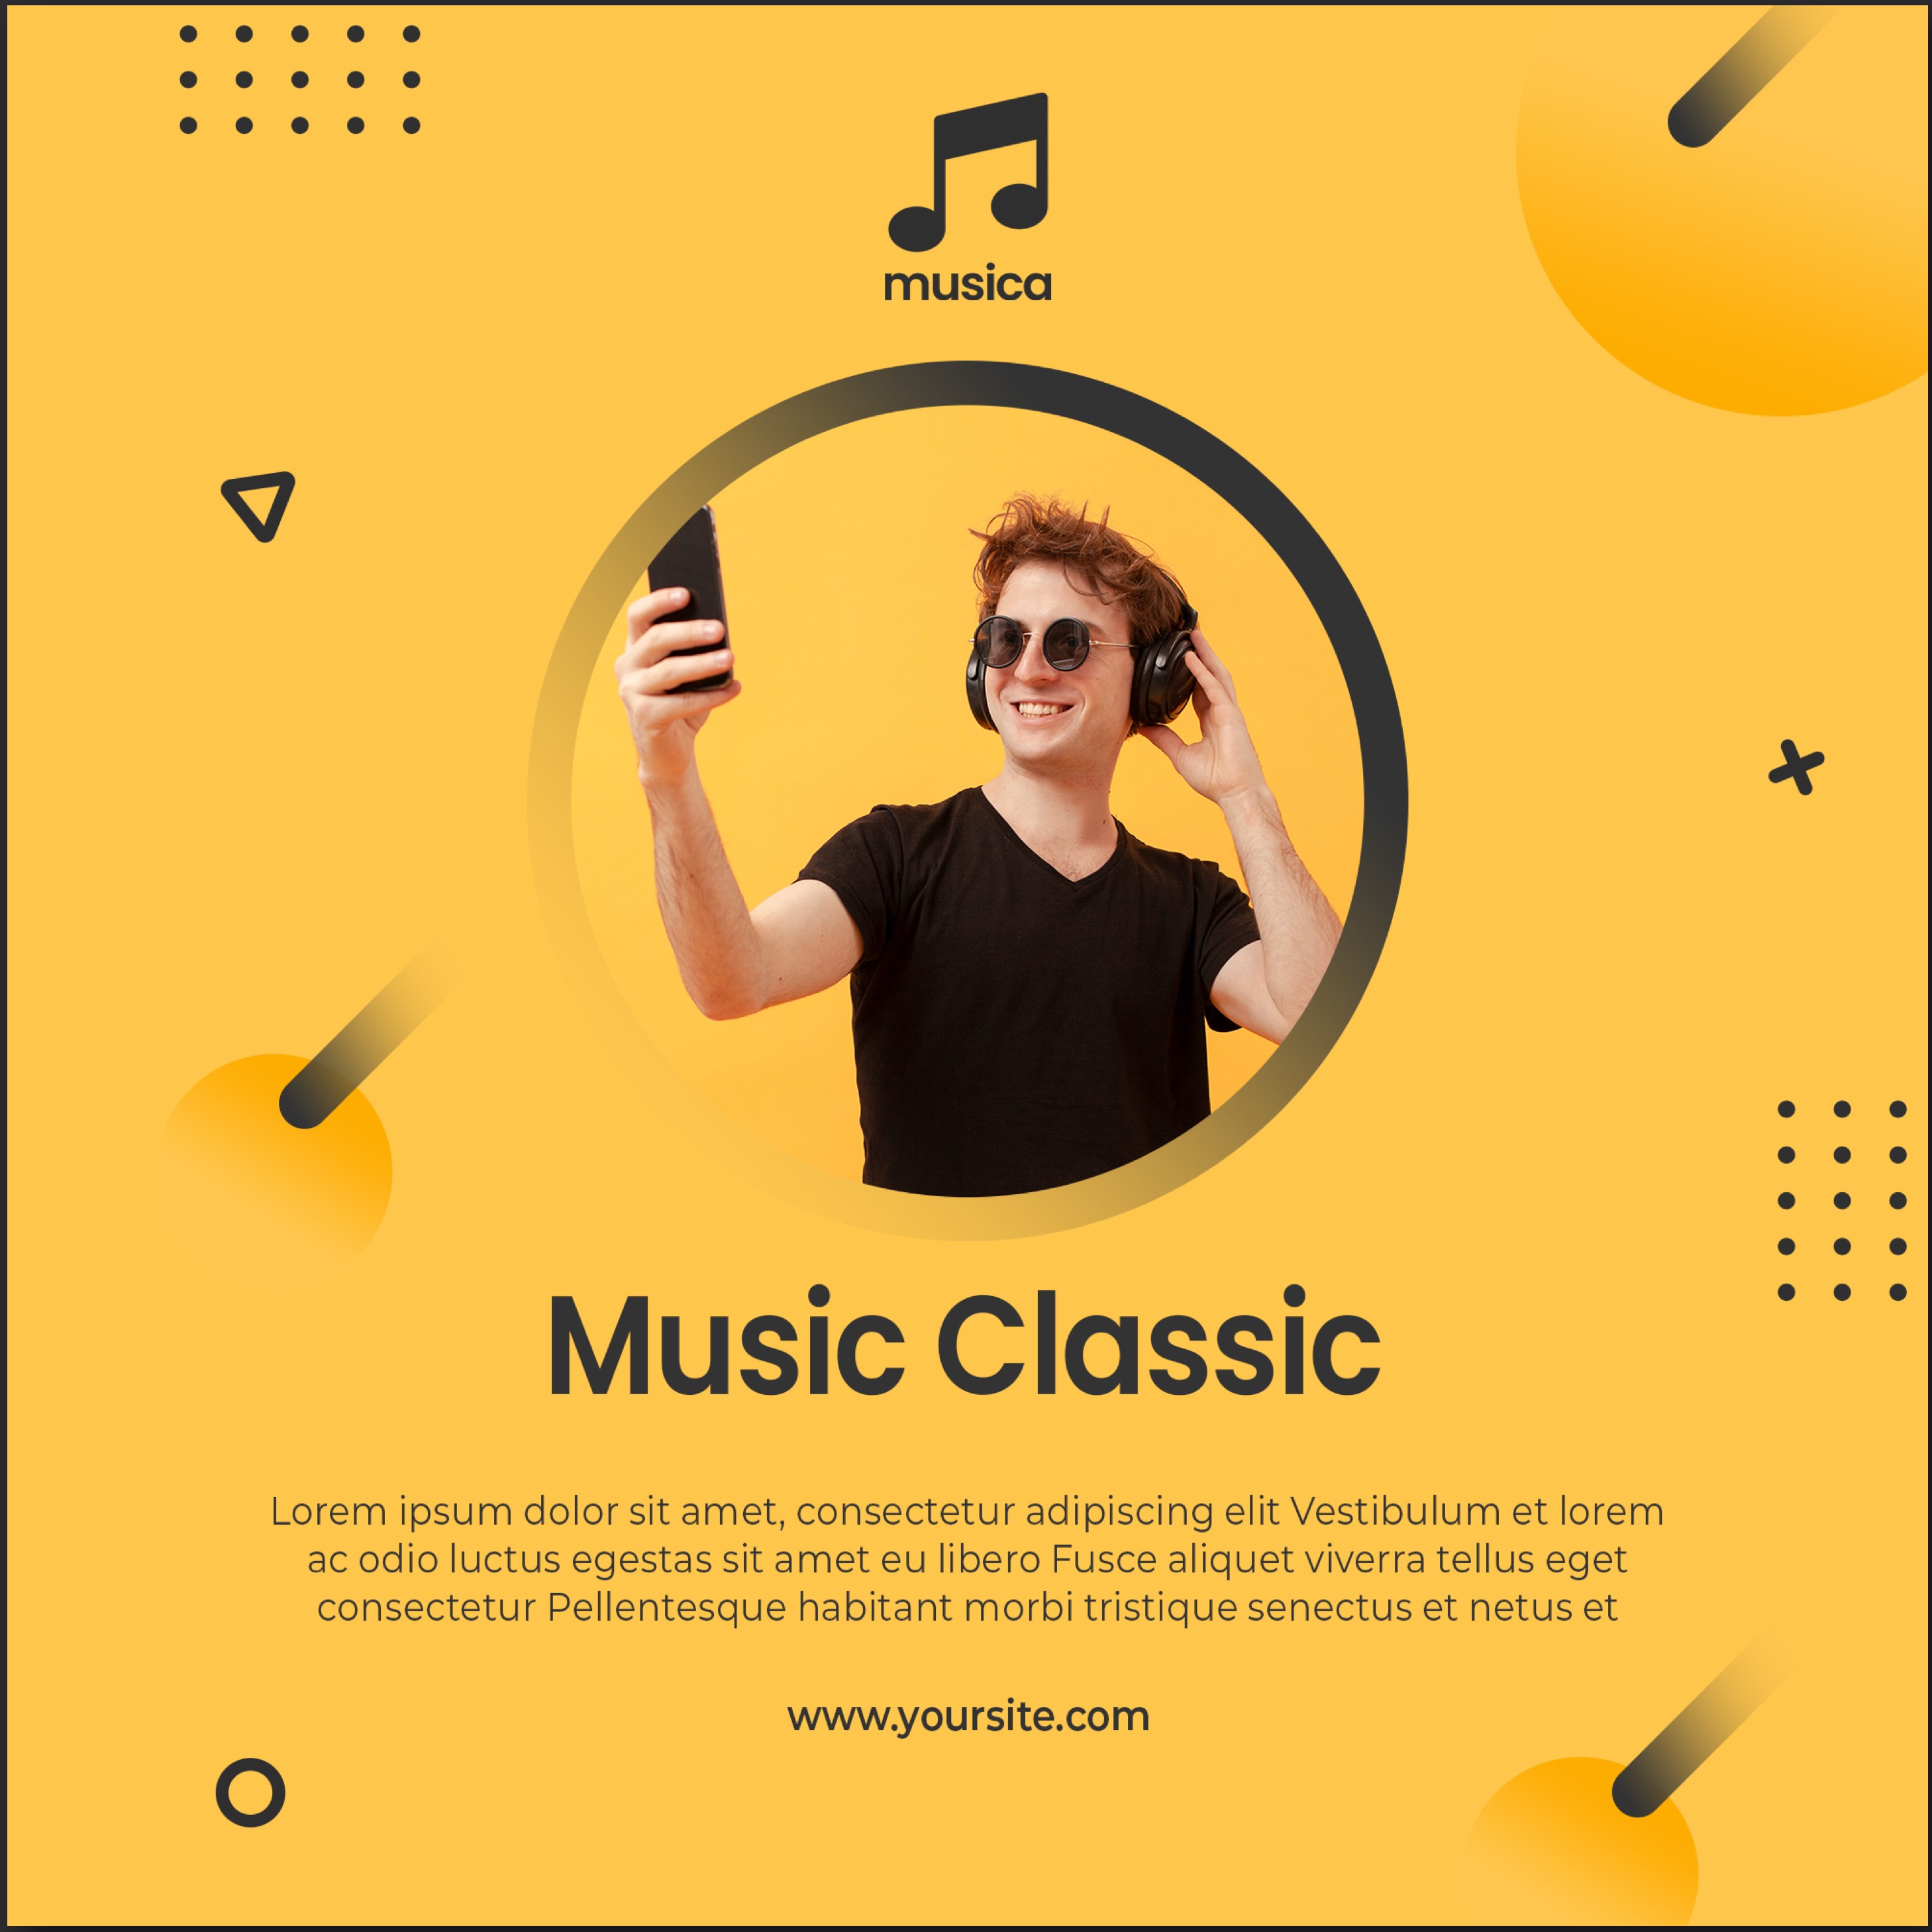 musica
Music Classic
Lorem ipsum dolor sit amet, consectetur adipiscing elit Vestibulum et lorem
ac odio luctus egestas sit amet eu libero Fusce aliquet viverra tellus eget
consectetur Pellentesque habitant morbi tristique senectus et netus et
www.yoursite.com